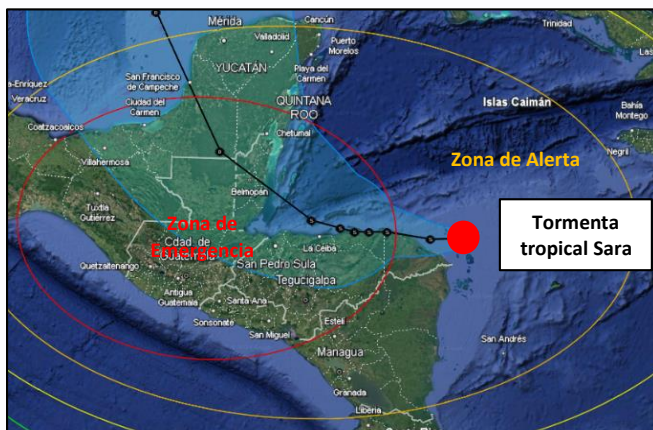 Mérida
Cancún
Trinidad
Valladolid
Puerto
Morelos
Playa del
Carmen
YUCATÁN
San Francisco
de Campeche
Ciudad del
Carmen
QUINTANA
ROO
Islas Caimán
Bahía
Montego
Negril
a-Enriquez
Veracruz
Coatzacoalcos
Chetumal
Villahermosa
Zona de Alerta
Belmopán
Tuxtla
Gutiérrez
Zona de
Emergencia
Cdad. de
Guatemala
Tormenta
tropical Sara
La Ceiba
San Pedro Sula
Quetzaltenango
Tegucigalpa
Antigua
Guatemala
Santa Ana
Sonsonate
San Miguel
Estelí
San Andrés
Managua
Granada
Liberia